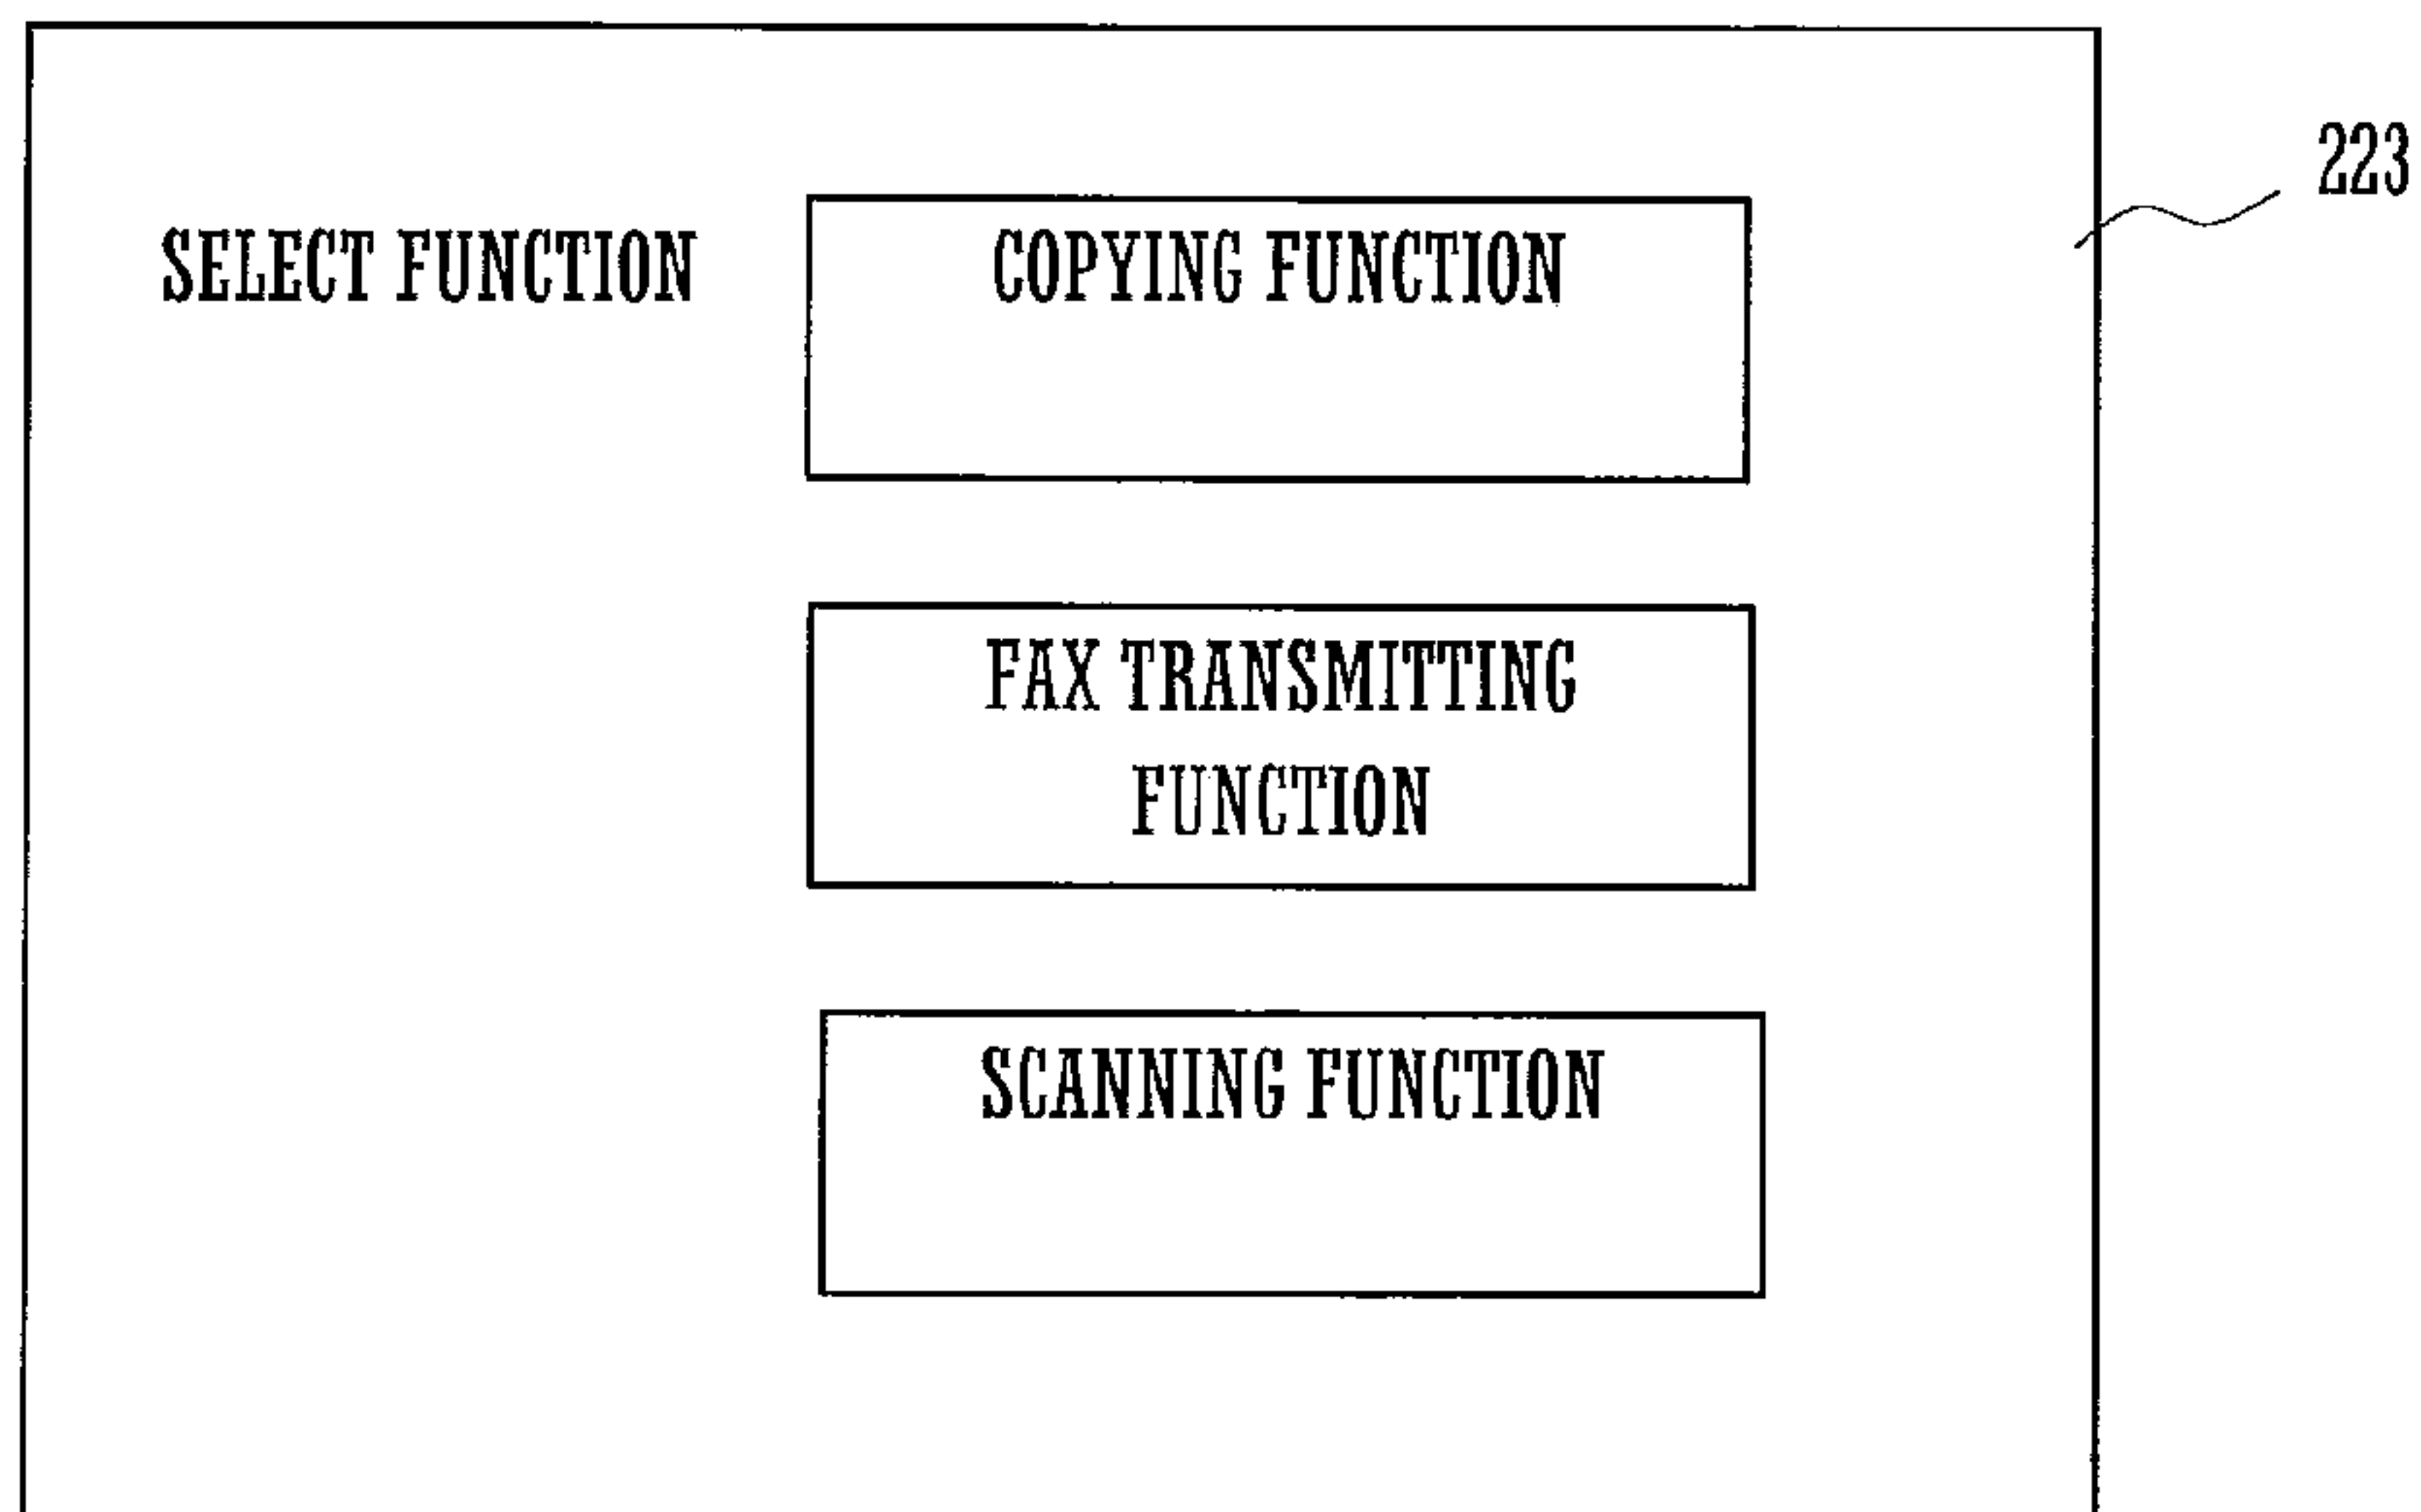 223
SELECT FUNCTION
COPYING FUNCTION
FAX TRANSMITTING
FUNCTION
SCANNING FUNCTION